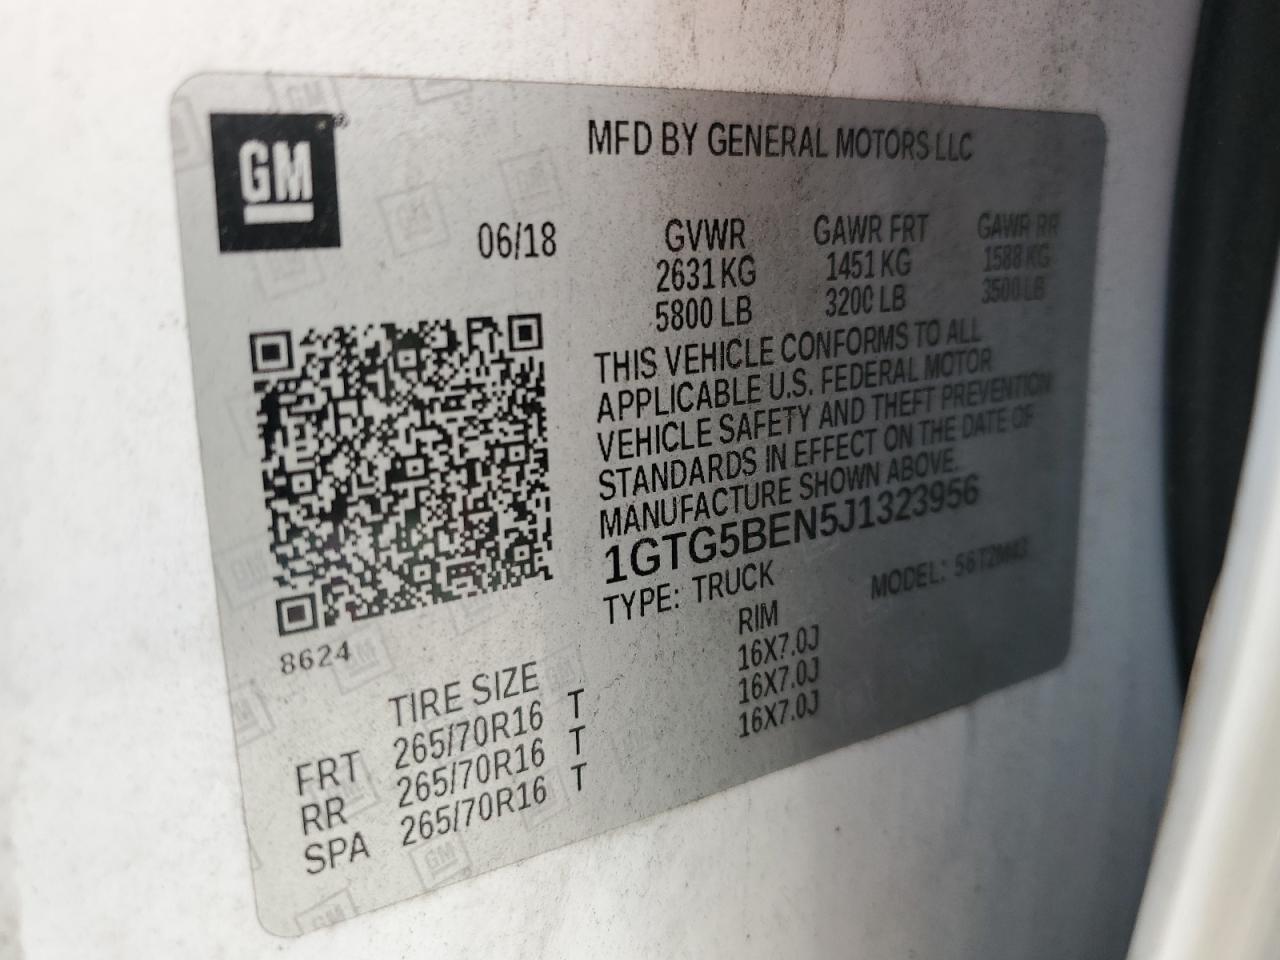 GM
MFD BY GENERAL MOTORS LLC
06/18
GVWR GAWR FRT GAWR RR
2631 KG 1451 KG 1588 KG
5800 LB 3200 LB 3500 LB
THIS VEHICLE CONFORMS TO ALL
APPLICABLE U.S. FEDERAL MOTOR
VEHICLE SAFETY AND THEFT PREVENTION
STANDARDS IN EFFECT ON THE DATE OF
MANUFACTURE SHOWN ABOVE.
1GTG5BEN5J1323956
TYPE: TRUCK MODEL: 56T2M43
8624
TIRE SIZE RIM
FRT 265/70R16 T 16X7.0J
RR 265/70R16 T 16X7.0J
SPA 265/70R16 T 16X7.0J